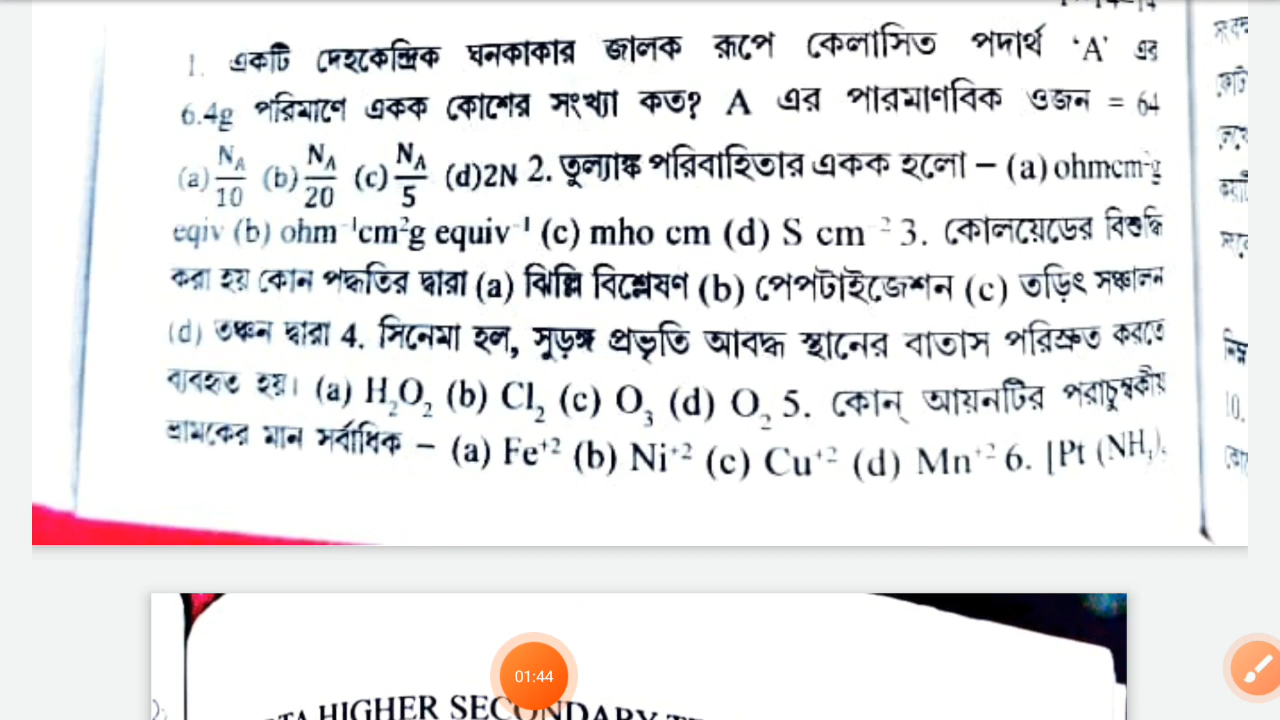 1. একটি দেহকেন্দ্রিক ঘনকাকার জালক রূপে কেলাসিত পদার্থ ‘A’ এর
6.4g পরিমাণে একক কোশের সংখ্যা কত? A এর পারমাণবিক ওজন = 64
(a) N_A/10 (b) N_A/20 (c) N_A/5 (d)2N 2. তুল্যাঙ্ক পরিবাহিতার একক হলো – (a) ohmcm⁻²g
eqiv (b) ohm⁻¹cm²g equiv⁻¹ (c) mho cm (d) S cm⁻² 3. কোলয়েডের বিশুদ্ধি
করা হয় কোন পদ্ধতির দ্বারা (a) ঝিল্লি বিশ্লেষণ (b) পেপটাইজেশন (c) তড়িৎ সঞ্চালন
(d) তঞ্চন দ্বারা 4. সিনেমা হল, সুড়ঙ্গ প্রভৃতি আবদ্ধ স্থানের বাতাস পরিস্রুত করতে
ব্যবহৃত হয়। (a) H₂O₂ (b) Cl₂ (c) O₃ (d) O₂ 5. কোন্ আয়নটির পরাচুম্বকীয়
ভ্রামকের মান সর্বাধিক – (a) Fe⁺² (b) Ni⁺² (c) Cu⁺² (d) Mn⁺² 6. [Pt (NH₃)
10.
HIGHER SECONDARY
01:44